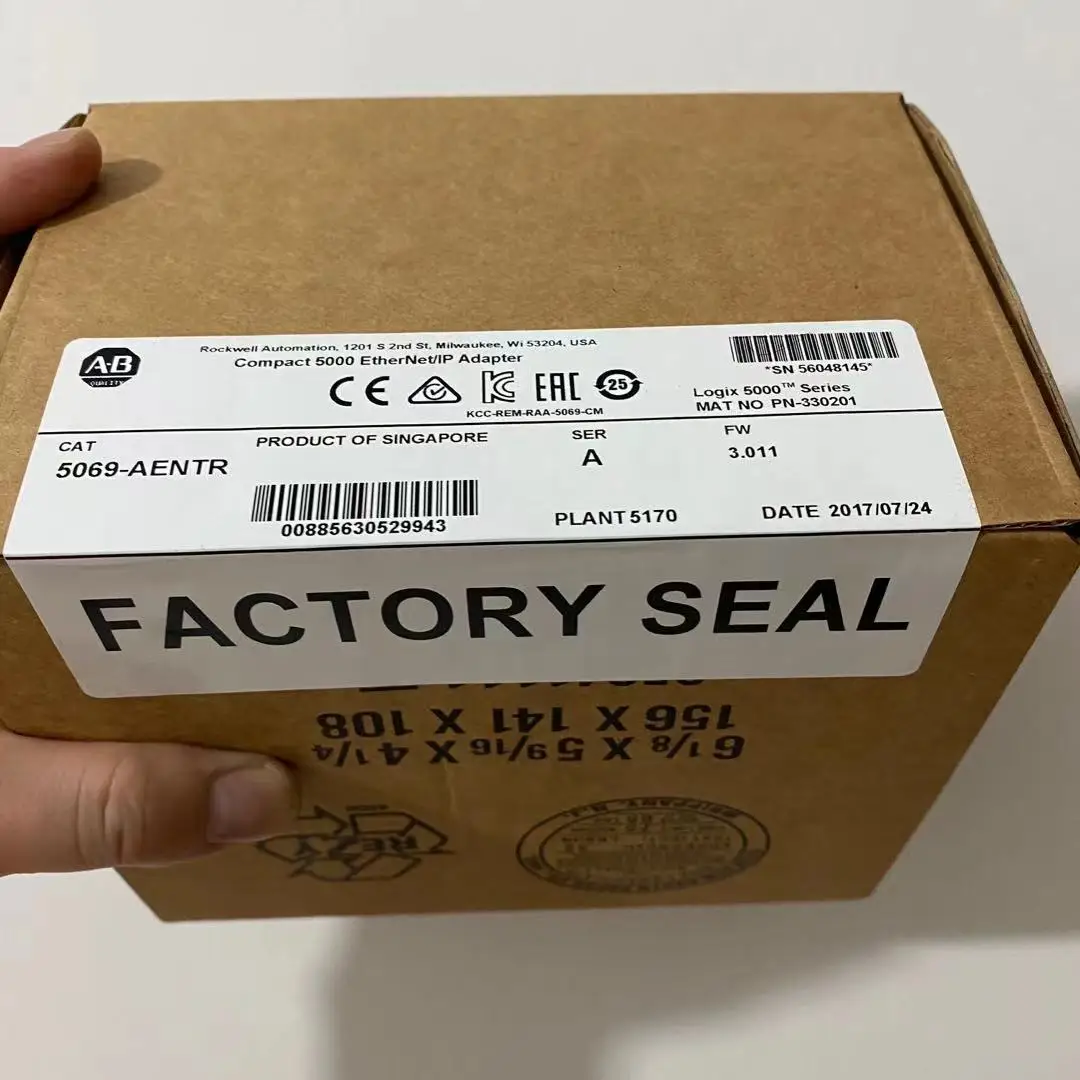 A·B
QUALITY
Rockwell Automation, 1201 S 2nd St, Milwaukee, Wi 53204, USA
Compact 5000 EtherNet/IP Adapter
CE
EAC
25
KCC-REM-RAA-5069-CM
*SN 56048145*
Logix 5000™ Series
MAT NO PN-330201
CAT
5069-AENTR
PRODUCT OF SINGAPORE
00885630529943
SER
A
PLANT 5170
FW
3.011
DATE 2017/07/24
FACTORY SEAL
156 X 141 X 108
6 1/8 X 5 9/16 X 4 1/4
RESY
WHIPPANY, N.J.